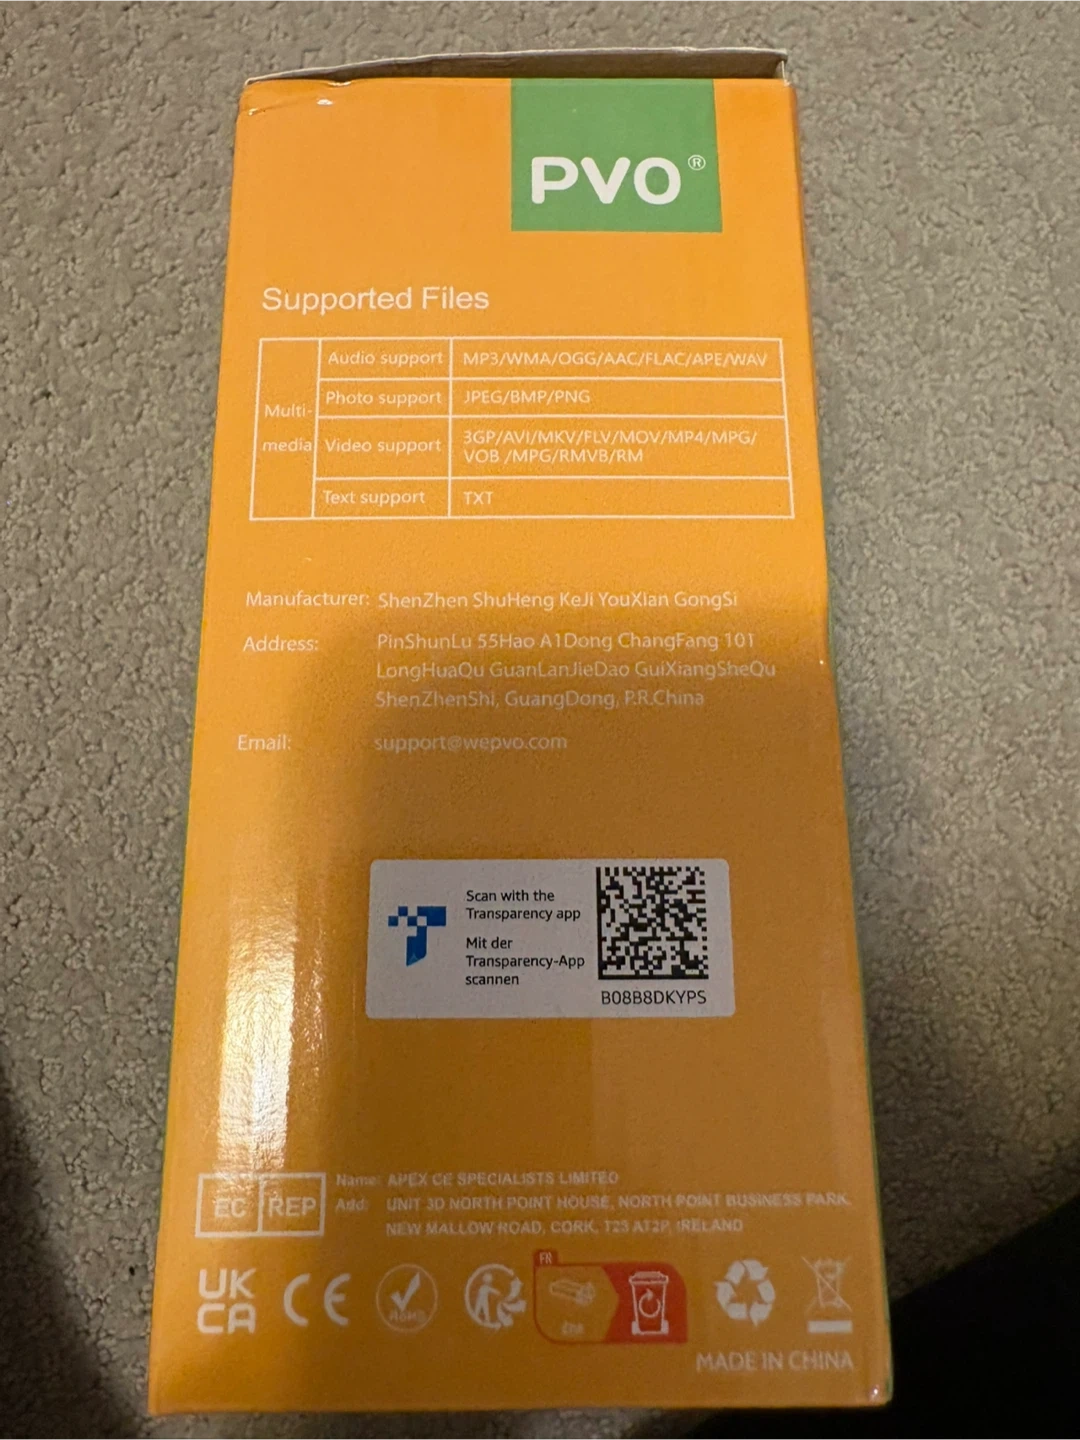 PVO®
Supported Files
Multi-
media
Audio support MP3/WMA/OGG/AAC/FLAC/APE/WAV
Photo support JPEG/BMP/PNG
Video support 3GP/AVI/MKV/FLV/MOV/MP4/MPG/
VOB /MPG/RMVB/RM
Text support TXT
Manufacturer: ShenZhen ShuHeng KeJi YouXian GongSi
Address: PinShunLu 55Hao A1Dong ChangFang 101
LongHuaQu GuanLanJieDao GuiXiangSheQu
ShenZhenShi, GuangDong, P.R.China
Email: support@wepvo.com
Scan with the
Transparency app
Mit der
Transparency-App
scannen
B08B8DKYPS
EC REP
Name: APEX CE SPECIALISTS LIMITED
Add: UNIT 3D NORTH POINT HOUSE, NORTH POINT BUSINESS PARK,
NEW MALLOW ROAD, CORK, T23 AT2P, IRELAND
UK
CA
CE
RoHS
FR
MADE IN CHINA